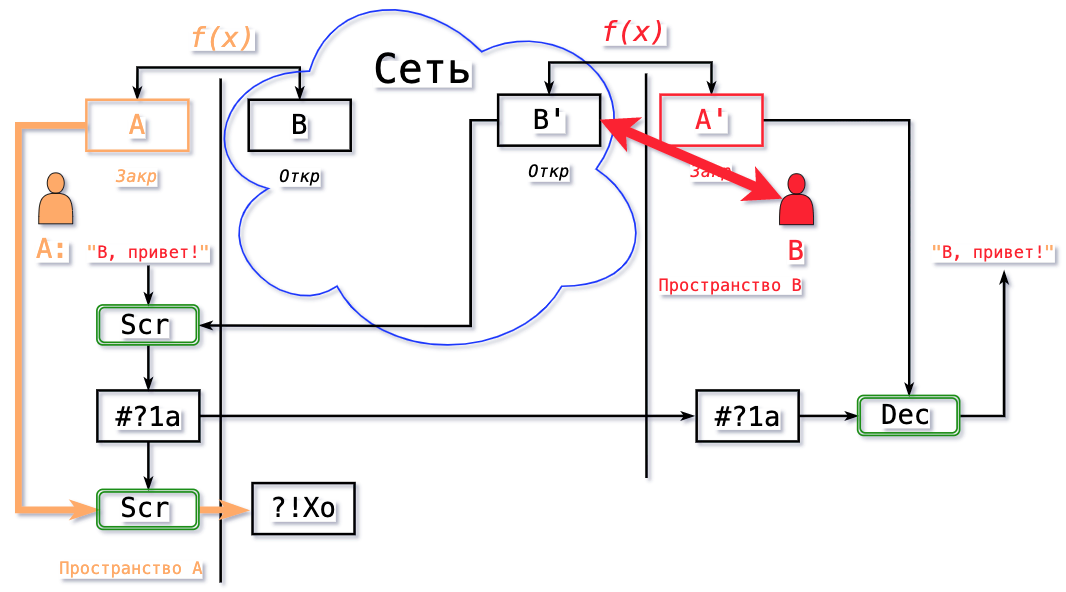 f(x)
f(x)
Сеть
A
B
B'
A'
Закр
Откр
Откр
Закр
A:
"В, привет!"
B
Пространство B
"В, привет!"
Scr
#?1a
#?1a
Dec
Scr
?!Xo
Пространство A